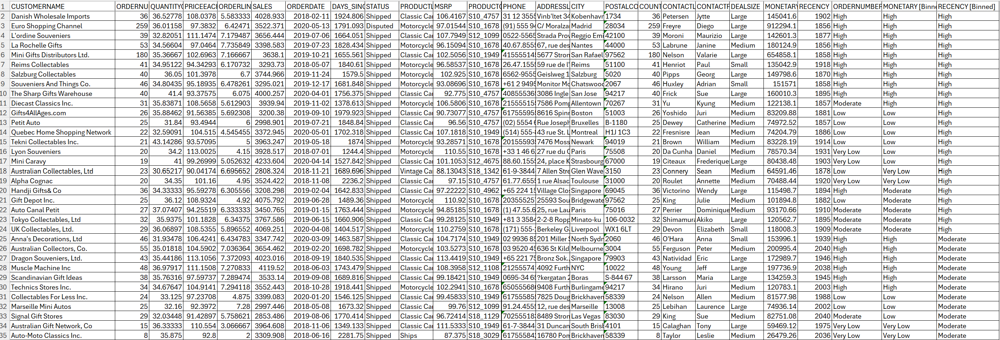 1 CUSTOMERNAME ORDERNU QUANTITYO PRICEEACH ORDERLIN SALES ORDERDATE DAYS_SINC STATUS PRODUCTL MSRP PRODUCTC PHONE ADDRESSL CITY POSTALCO COUNT CONTACTL CONTACTF DEALSIZE MONETARY RECENCY ORDERNUMBER MONETARY [Binne RECENCY [Binned]
2 Danish Wholesale Imports 36 36.52778 108.0378 5.583333 4028.933 2018-02-11 1924.806 Shipped Classic Car 106.4167 S10_4757 31 12 3555 Vinb'ltet 34 Kobenhavn 1734 36 Petersen Jytte Large 145041.6 1902 High High High
3 Euro Shopping Channel 259 36.01158 97.3832 6.42471 3522.371 2020-05-13 1791.093 Disputed Motorcycle 97.01544 S10_1678 (91) 555 94 C/ Moralza Madrid 28034 259 Freyre Diego Large 912294.1 1856 High High High
4 L'ordine Souveniers 39 32.82051 111.1474 7.179487 3656.444 2019-07-06 1664.051 Shipped Classic Car 107.7949 S12_1099 0522-5565 Strada Prov Reggio Emi 42100 39 Moroni Maurizio Large 142601.3 1877 High High High
5 La Rochelle Gifts 53 34.56604 97.0464 7.735849 3398.583 2019-07-23 1828.434 Shipped Motorcycle 96.15094 S10_1678 40.67.8555 67, rue des Nantes 44000 53 Labrune Janine Medium 180124.9 1856 High High High
6 Mini Gifts Distributors Ltd. 180 35.36667 102.6963 7.166667 3638.1 2019-10-21 1655.561 Shipped Classic Car 102.5056 S10_1949 415555145 5677 Stron San Rafael 97562 180 Nelson Valarie Large 654858.1 1858 High High High
7 Reims Collectables 41 34.95122 94.34293 6.170732 3293.73 2018-05-07 1840.61 Shipped Motorcycle 96.58537 S10_1678 26.47.1555 59 rue de l' Reims 51100 41 Henriot Paul Small 135042.9 1918 High High High
8 Salzburg Collectables 40 36.05 101.3978 6.7 3744.966 2019-11-24 1579.5 Shipped Motorcycle 102.925 S10_1678 6562-9555 Geislweg 1 Salzburg 5020 40 Pipps Georg Large 149798.6 1870 High High High
9 Souveniers And Things Co. 46 34.80435 95.18935 6.478261 3295.021 2019-12-17 1681.848 Shipped Motorcycle 93.08696 S10_1678 +61 2 9495 Monitor Mo Chatswood 2067 46 Huxley Adrian Small 151571 1858 High High High
10 The Sharp Gifts Warehouse 40 41.4 93.37575 6.075 4000.257 2020-04-01 1756.375 Shipped Classic Car 92.775 S10_4757 408555365 3086 Ingle San Jose 94217 40 Frick Sue Large 160010.3 1895 High High High
11 Diecast Classics Inc. 31 35.83871 108.5658 5.612903 3939.94 2019-11-02 1378.613 Shipped Motorcycle 106.5806 S10_1678 215555155 7586 Pomp Allentown 70267 31 Yu Kyung Medium 122138.1 1857 Moderate High High
12 Gifts4AllAges.com 26 35.88462 91.56385 5.692308 3200.38 2019-09-10 1979.923 Shipped Classic Car 90.73077 S10_4757 617555955 8616 Spinn Boston 51003 26 Yoshido Juri Medium 83209.88 1881 Low Low High
13 Petit Auto 25 31.84 93.4944 6 2998.901 2019-07-21 1848.84 Shipped Classic Car 96.56 S10_4757 (02) 5554 6 Rue Joseph Bruxelles B-1180 25 Dewey Catherine Medium 74972.52 1857 Low Low High
14 Quebec Home Shopping Network 22 32.59091 104.515 4.545455 3372.945 2020-05-01 1702.318 Shipped Classic Car 107.1818 S10_1949 (514) 555- 43 rue St. L Montreal H1J 1C3 22 Fresnisre Jean Medium 74204.79 1886 Low Low High
15 Tekni Collectables Inc. 21 43.14286 93.57095 5 3963.247 2019-05-18 1874 Shipped Motorcycle 93.28571 S10_1678 201555935 7476 Moss Newark 94019 21 Brown William Medium 83228.19 1914 Low Low High
16 Lyon Souveniers 20 34.2 113.0025 4.15 3928.517 2018-07-01 1244.4 Shipped Motorcycle 110.55 S10_1678 +33 1 46 6 27 rue du C Paris 75508 20 Da Cunha Daniel Medium 78570.34 1931 Very Low Low High
17 Mini Caravy 19 41 99.26999 5.052632 4233.604 2020-04-14 1527.842 Shipped Classic Car 101.1053 S12_4675 88.60.1555 24, place K Strasbourg 67000 19 Citeaux Frederique Large 80438.48 1903 Very Low Low High
18 Australian Collectables, Ltd 23 30.65217 90.04174 6.695652 2808.324 2018-11-21 1689.696 Shipped Vintage Car 88.13043 S18_1342 61-9-3844- 7 Allen Stre Glen Wave 3150 23 Connery Sean Medium 64591.46 1878 Low Very Low High
19 Alpha Cognac 20 34.35 101.16 4.95 3524.422 2018-11-08 2236.2 Shipped Classic Car 97.15 S10_4757 61.77.6555 1 rue Alsac Toulouse 31000 20 Roulet Annette Medium 70488.44 1920 Very Low Very Low High
20 Handji Gifts& Co 36 34.33333 95.59278 6.305556 3208.298 2019-02-04 1642.833 Shipped Classic Car 97.22222 S10_4962 +65 224 15 Village Clos Singapore 69045 36 Victorino Wendy Large 115498.7 1894 High Moderate High
21 Gift Depot Inc. 25 36.12 108.9324 4.92 4075.792 2019-06-28 1489.36 Shipped Motorcycle 110.92 S10_1678 203555257 25593 Sou Bridgewate 97562 25 King Julie Medium 101894.8 1882 Low Moderate High
22 Auto Canal Petit 27 37.07407 94.25519 6.333333 3450.765 2019-01-15 1763.444 Shipped Motorcycle 94.85185 S10_1678 (1) 47.55.6 25, rue Lau Paris 75016 27 Perrier Dominique Medium 93170.66 1910 Moderate Moderate High
23 Tokyo Collectables, Ltd 32 35.9375 101.1828 6.34375 3767.586 2019-06-15 1660.906 Shipped Classic Car 99.28125 S10_1949 +81 3 3584 2-2-8 Ropp Minato-ku 106-0032 32 Shimamura Akiko Large 120562.7 1895 Moderate Moderate High
24 UK Collectables, Ltd. 29 36.06897 108.5355 5.896552 4069.251 2020-04-08 1404.517 Shipped Motorcycle 110.2759 S10_1678 (171) 555- Berkeley G Liverpool WX1 6LT 29 Devon Elizabeth Small 118008.3 1909 Moderate Moderate High
25 Anna's Decorations, Ltd 46 31.93478 106.4241 6.434783 3347.742 2020-03-09 1463.587 Shipped Classic Car 104.7174 S10_1949 02 9936 85 201 Miller S North Sydn 2060 46 O'Hara Anna Small 153996.1 1939 High High Moderate
26 Australian Collectors, Co. 55 35.01818 104.5902 7.036364 3654.462 2019-02-20 1698.782 Shipped Motorcycle 103.5273 S10_1678 03 9520 45 636 St Kild Melbourne 3004 55 Ferguson Peter Medium 200995.4 2040 High High Moderate
27 Dragon Souveniers, Ltd. 43 35.44186 113.1056 7.372093 4023.016 2018-09-19 1840.535 Shipped Classic Car 113.4419 S10_1949 +65 221 75 Bronz Sok., Singapore 79903 43 Natividad Eric Large 172989.7 1946 High High Moderate
28 Muscle Machine Inc 48 36.97917 111.1508 7.270833 4119.52 2018-06-03 1743.479 Shipped Classic Car 108.3958 S12_1108 212555741 4092 Furth NYC 10022 48 Young Jeff Large 197736.9 2038 High High Moderate
29 Scandinavian Gift Ideas 38 35.76316 97.59737 7.289474 3533.14 2019-09-08 1689.816 Shipped Classic Car 99.18421 S10_1949 0695-34 65 ?kergatan 2 Boras S-844 67 38 Larsson Maria Large 134259.3 1945 High High Moderate
30 Technics Stores Inc. 34 34.67647 104.9141 7.294118 3552.443 2018-10-28 1918.441 Shipped Motorcycle 102.2941 S10_1678 650555680 9408 Furth Burlingame 94217 34 Hirano Juri Medium 120783.1 2003 High High Moderate
31 Collectables For Less Inc. 24 33.125 97.23708 4.875 3399.083 2020-01-20 1546.125 Shipped Classic Car 99.45833 S10_1949 617555855 7825 Doug Brickhaven 58339 24 Nelson Allen Medium 81577.98 1988 Low Low Moderate
32 Marseille Mini Autos 25 32.16 92.3972 7.28 2997.446 2018-05-08 1673.32 Shipped Classic Car 99.76 S12_1099 91.24.4555 12, rue des Marseille 13008 25 Lebihan Laurence Large 74936.14 2002 Low Low Moderate
33 Signal Gift Stores 29 32.03448 91.42897 5.758621 2853.486 2019-08-06 1770.414 Shipped Classic Car 96.72414 S18_1129 702555183 8489 Stron Las Vegas 83030 29 King Sue Medium 82751.08 2040 Moderate Low Moderate
34 Australian Gift Network, Co 15 36.33333 110.554 3.066667 3964.608 2018-11-06 1349.133 Shipped Classic Car 111.5333 S10_1949 61-7-3844- 31 Duncan South Brisb 4101 15 Calaghan Tony Large 59469.12 1975 Very Low Very Low Moderate
35 Auto-Moto Classics Inc. 8 35.875 92.8 2 3309.908 2018-06-16 2281.75 Shipped Ships 87.375 S18_3029 617555842 16780 Pom Brickhaven 58339 8 Taylor Leslie Medium 26479.26 2036 Very Low Very Low Moderate